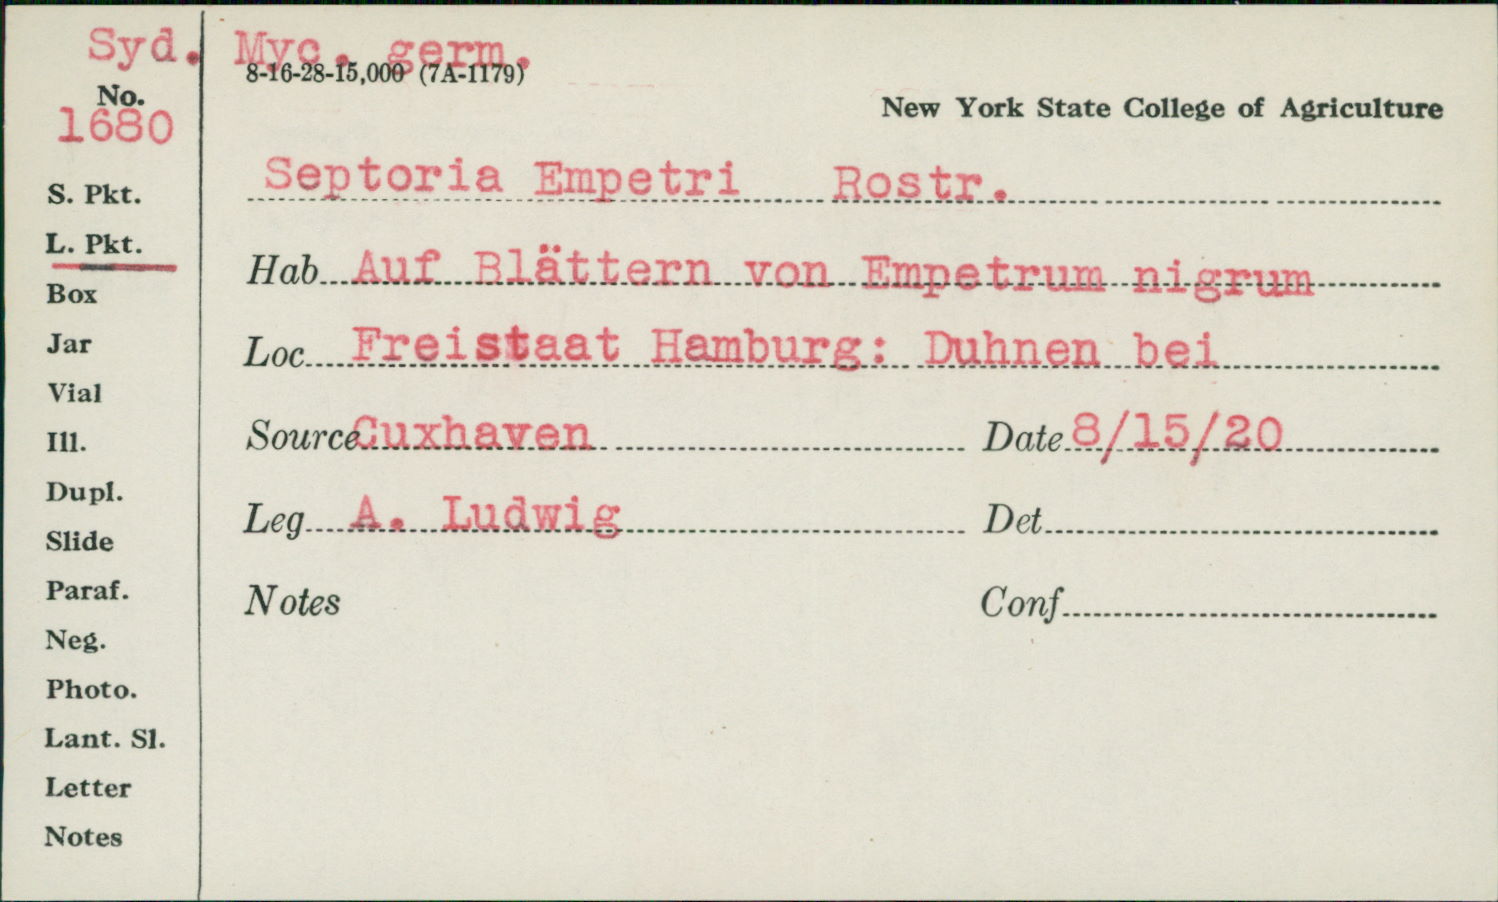 Syd. Myc. germ.
8-16-28-15,000 (7A-1179)
No.
1680
New York State College of Agriculture
Septoria Empetri Rostr.
S. Pkt.
L. Pkt.
Hab Auf Blättern von Empetrum nigrum
Box
Jar
Loc Freistaat Hamburg: Duhnen bei
Vial
Ill.
Source Cuxhaven Date 8/15/20
Dupl.
Leg A. Ludwig Det
Slide
Paraf.
Notes Conf
Neg.
Photo.
Lant. Sl.
Letter
Notes